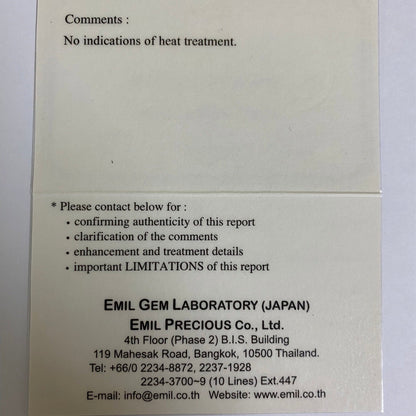 Comments :
No indications of heat treatment.
* Please contact below for :
• confirming authenticity of this report
• clarification of the comments
• enhancement and treatment details
• important LIMITATIONS of this report
EMIL GEM LABORATORY (JAPAN)
EMIL PRECIOUS Co., Ltd.
4th Floor (Phase 2) B.I.S. Building
119 Mahesak Road, Bangkok, 10500 Thailand.
Tel: +66/0 2234-8872, 2237-1928
2234-3700~9 (10 Lines) Ext.447
E-mail: info@emil.co.th Website: www.emil.co.th